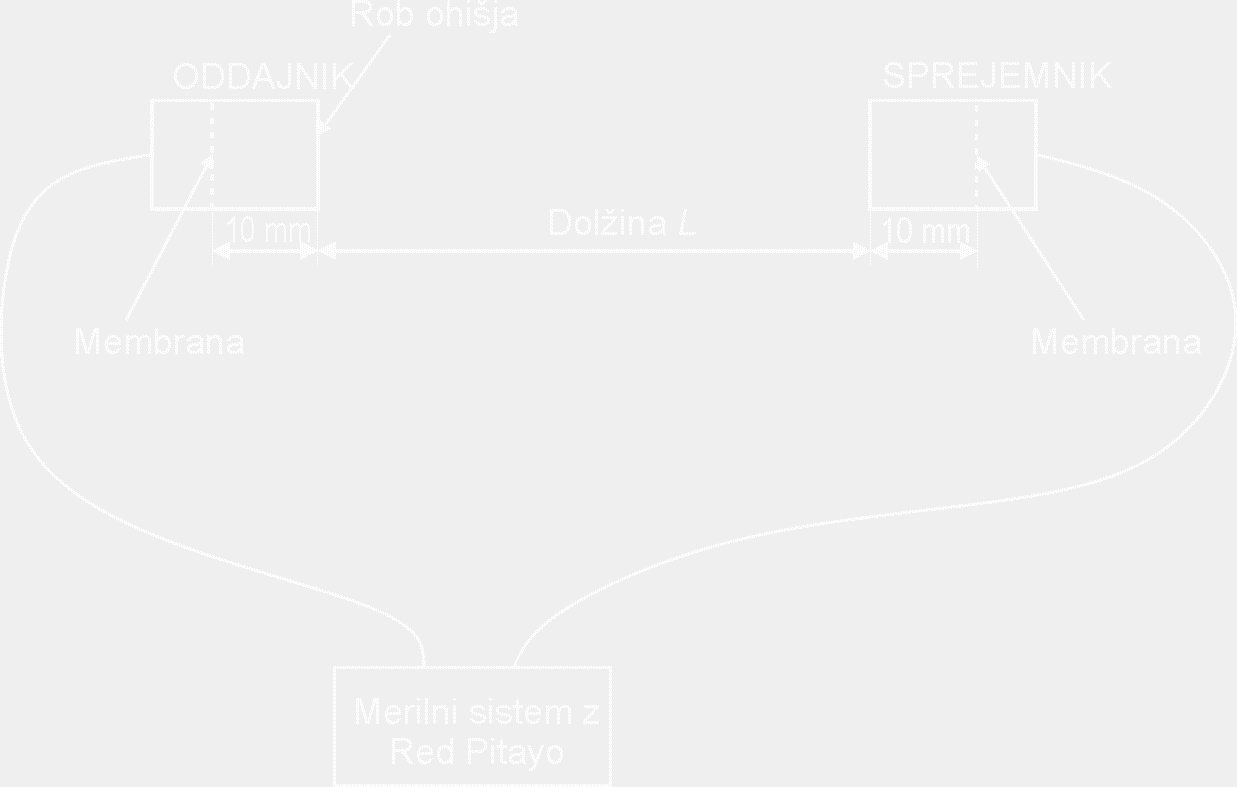 Rob ohišja
ODDAJNIK
SPREJEMNIK
10 mm
Dolžina L
10 mm
Membrana
Membrana
Merilni sistem z
Red Pitayo